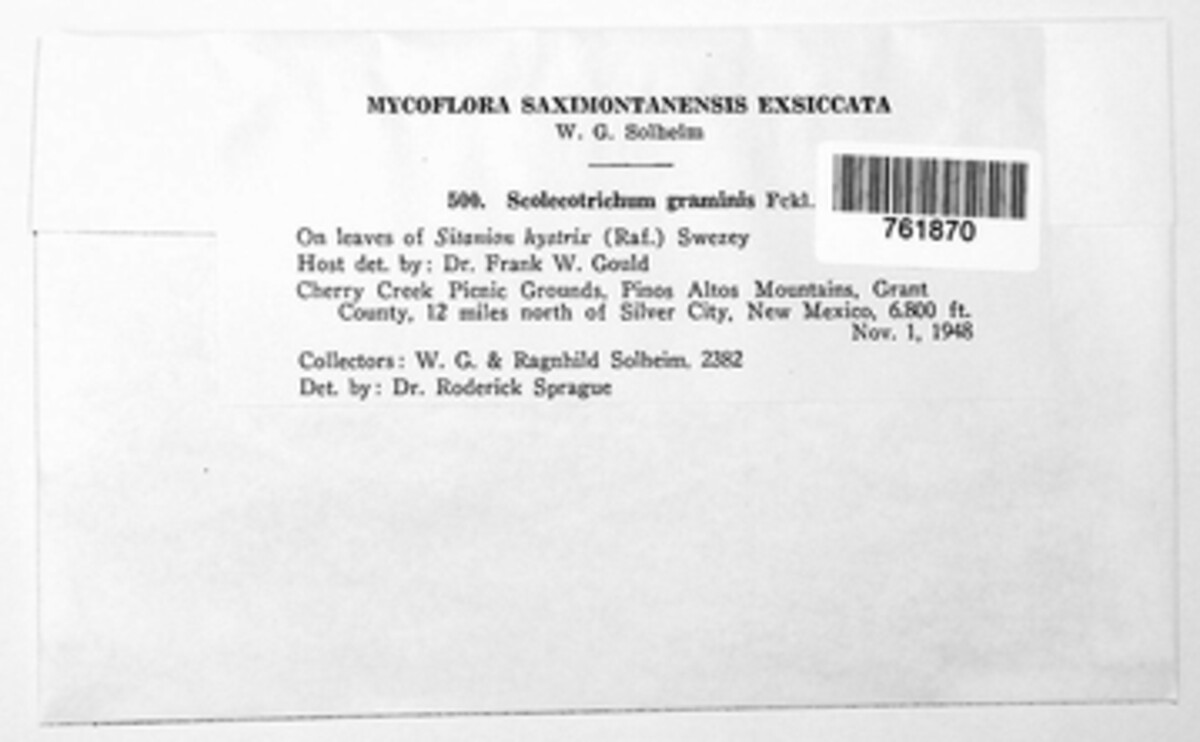 MYCOFLORA SAXIMONTANENSIS EXSICCATA
W. G. Solheim
500. Scolecotrichum graminis Fckl.
761870
On leaves of Sitanion hystrix (Raf.) Swezey
Host det. by: Dr. Frank W. Gould
Cherry Creek Picnic Grounds, Pinos Altos Mountains, Grant
County, 12 miles north of Silver City, New Mexico, 6.800 ft.
Nov. 1, 1948
Collectors: W. G. & Ragnhild Solheim, 2382
Det. by: Dr. Roderick Sprague